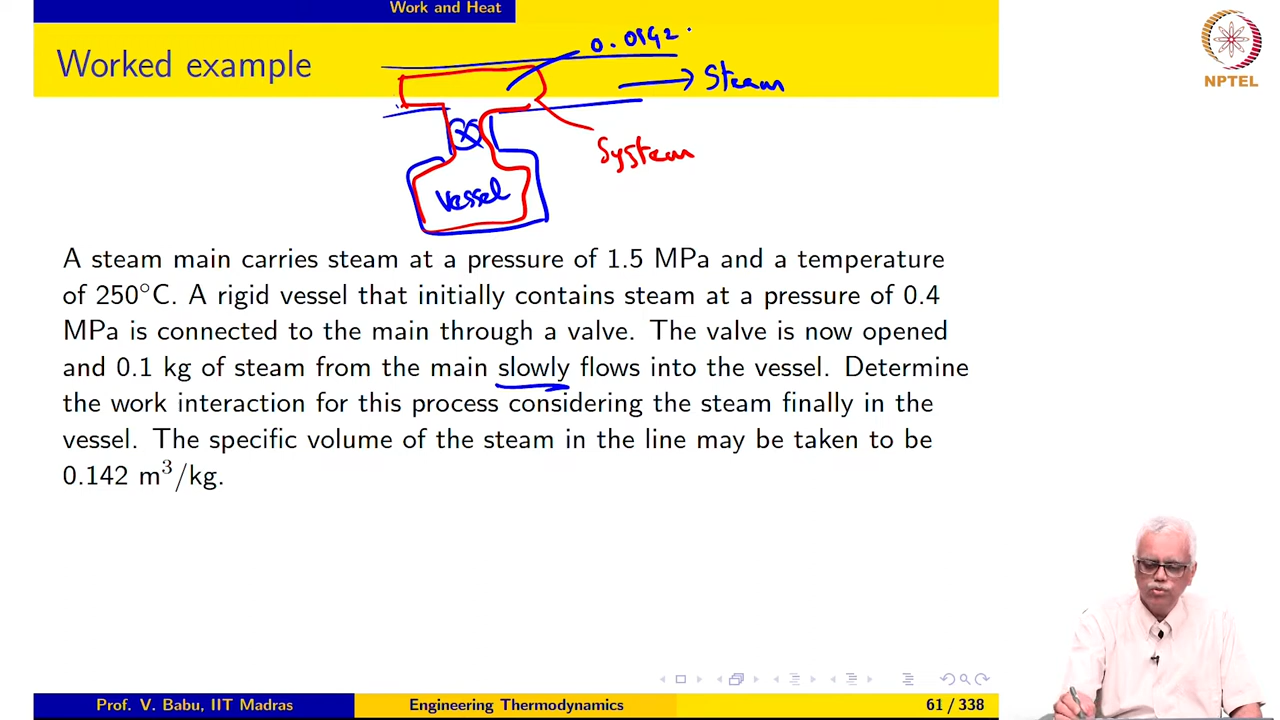 Work and Heat
Worked example
0.0142
Steam
System
Vessel
NPTEL
A steam main carries steam at a pressure of 1.5 MPa and a temperature
of 250°C. A rigid vessel that initially contains steam at a pressure of 0.4
MPa is connected to the main through a valve. The valve is now opened
and 0.1 kg of steam from the main slowly flows into the vessel. Determine
the work interaction for this process considering the steam finally in the
vessel. The specific volume of the steam in the line may be taken to be
0.142 m³/kg.
Prof. V. Babu, IIT Madras
Engineering Thermodynamics
61 / 338